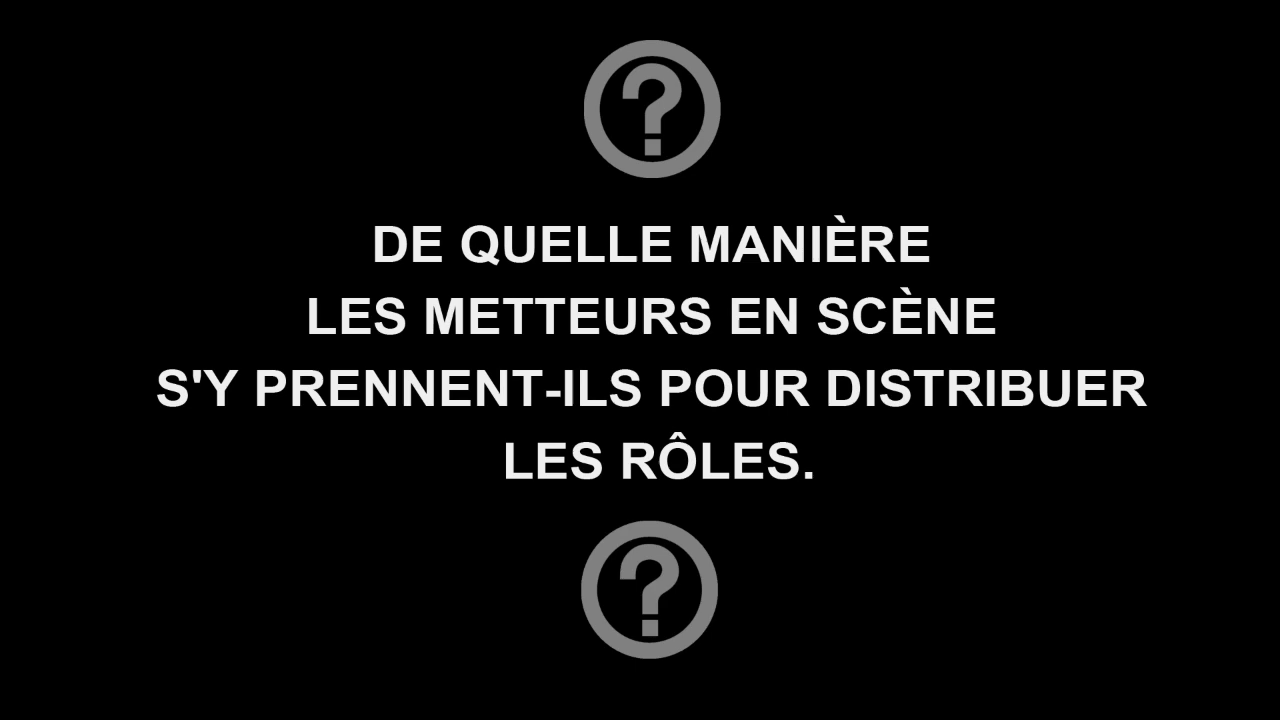 DE QUELLE MANIÈRE
LES METTEURS EN SCÈNE
S'Y PRENNENT-ILS POUR DISTRIBUER
LES RÔLES.